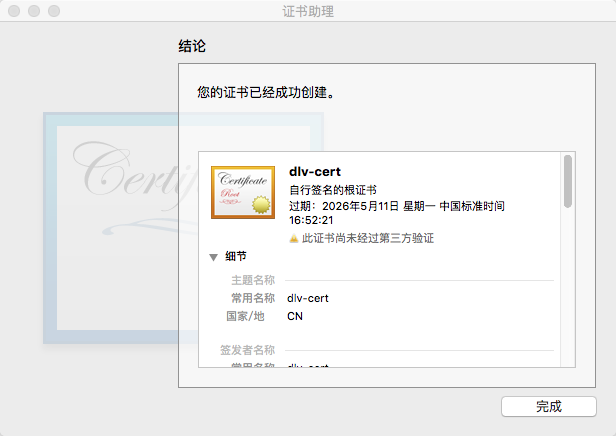 证书助理
结论
您的证书已经成功创建。
Certificate
Root
dlv-cert
自行签名的根证书
过期：2026年5月11日 星期一 中国标准时间
16:52:21
此证书尚未经过第三方验证
细节
主题名称
常用名称 dlv-cert
国家/地 CN
签发者名称
常用名称 dlv-cert
完成